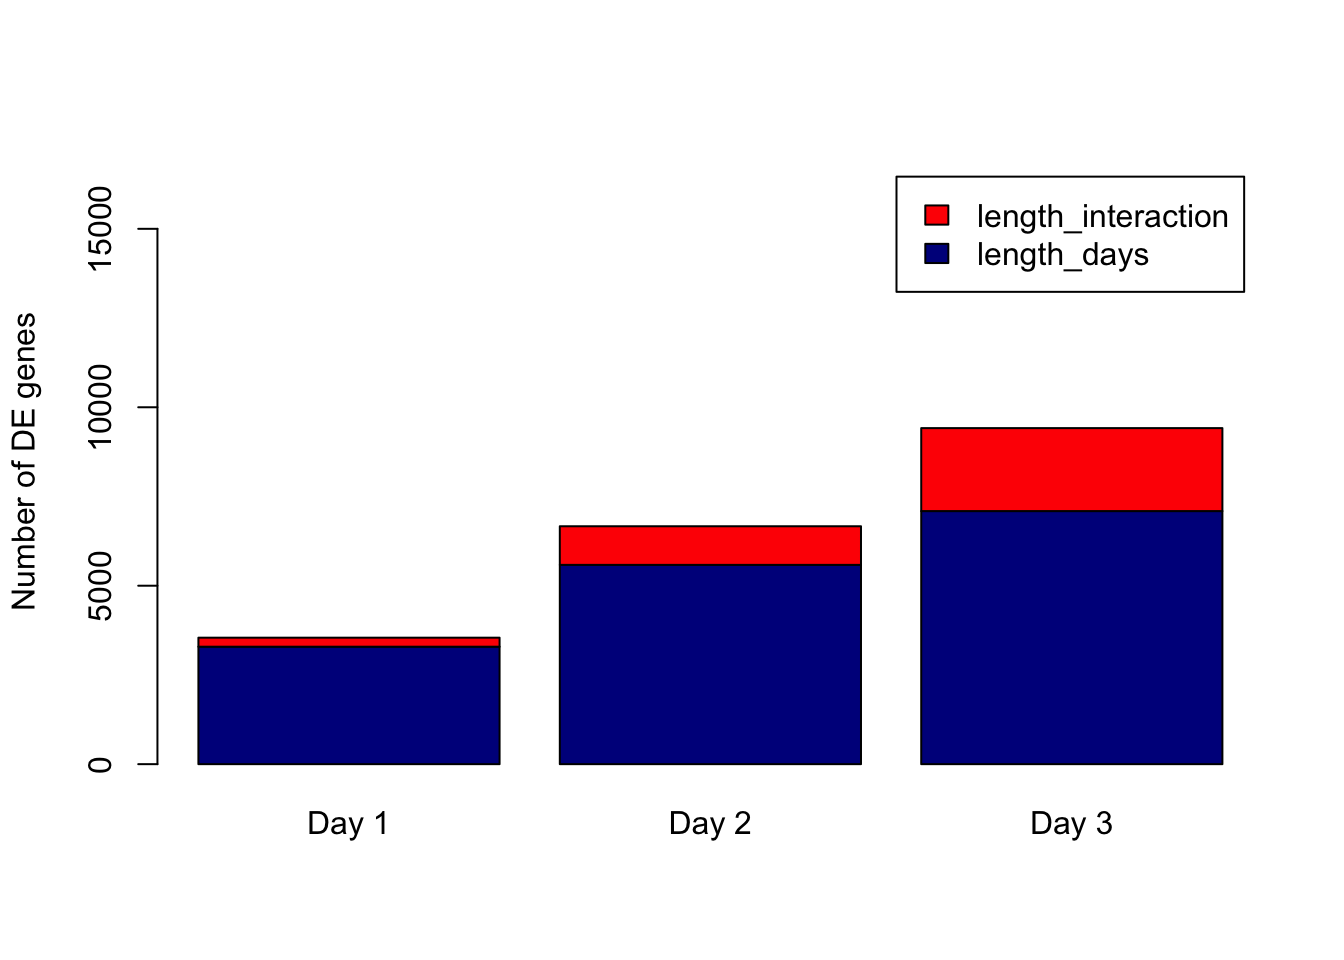 length_interaction
length_days
Number of DE genes
15000
10000
5000
0
Day 1
Day 2
Day 3